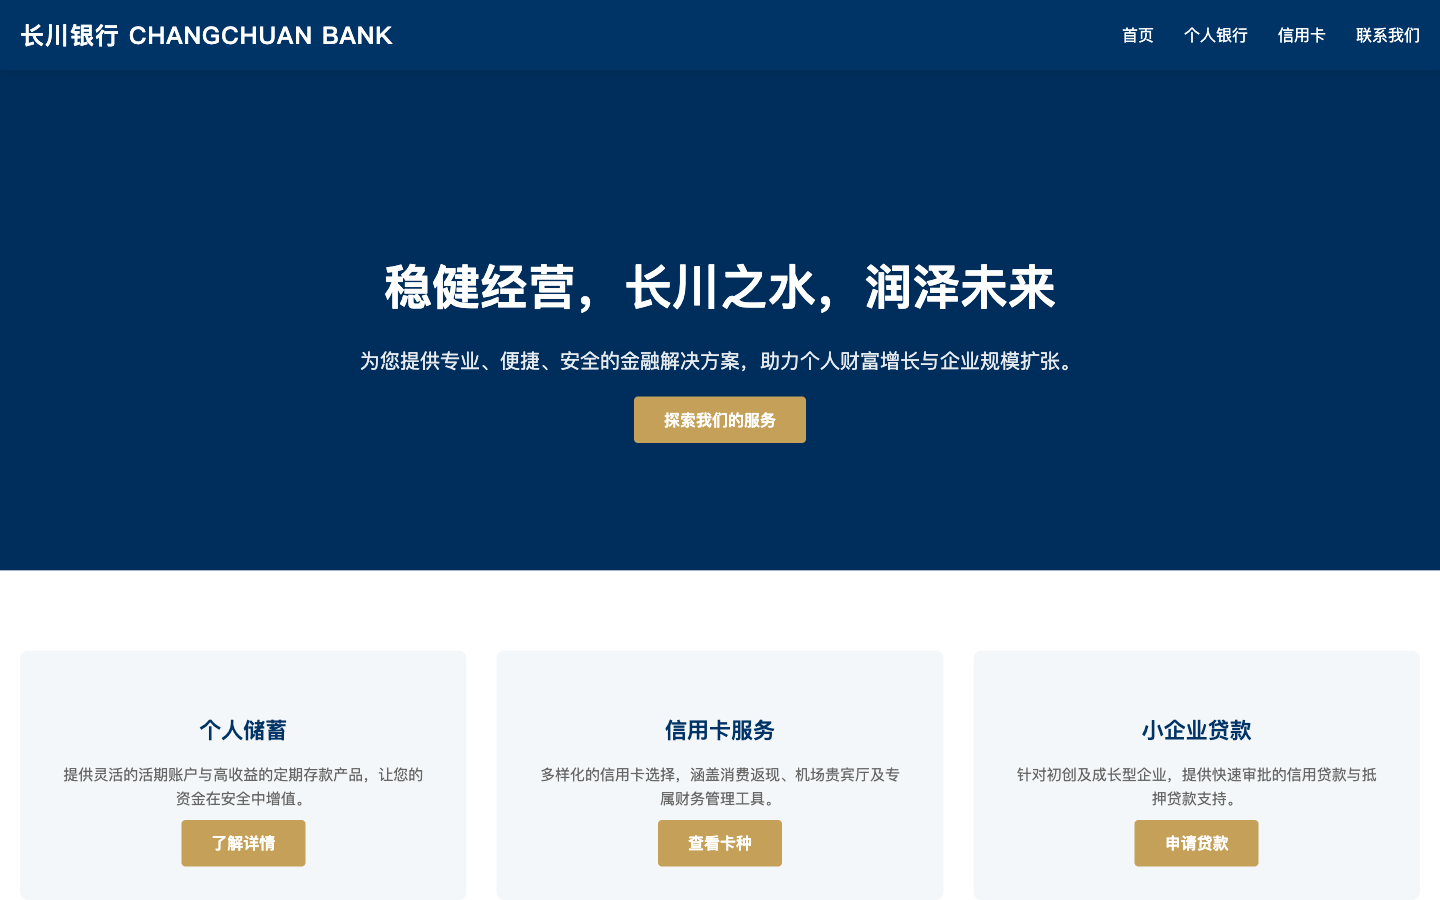 长川银行 CHANGCHUAN BANK
首页 个人银行 信用卡 联系我们
稳健经营，长川之水，润泽未来
为您提供专业、便捷、安全的金融解决方案，助力个人财富增长与企业规模扩张。
探索我们的服务
个人储蓄
提供灵活的活期账户与高收益的定期存款产品，让您的
资金在安全中增值。
了解详情
信用卡服务
多样化的信用卡选择，涵盖消费返现、机场贵宾厅及专
属财务管理工具。
查看卡种
小企业贷款
针对初创及成长型企业，提供快速审批的信用贷款与抵
押贷款支持。
申请贷款